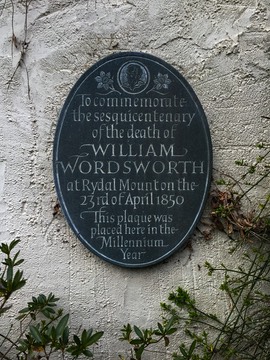 To commemorate
the sesquicentenary
of the death of
WILLIAM
WORDSWORTH
at Rydal Mount on the
23rd of April 1850
This plaque was
placed here in the
Millennium
Year